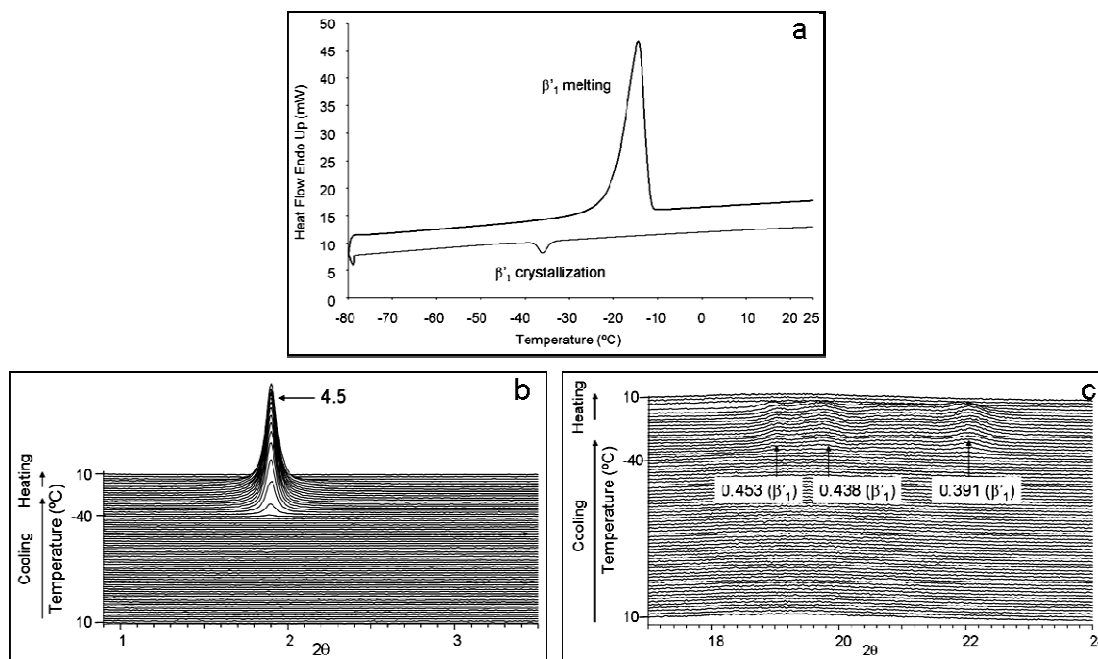 a
50
45
40
35
30
25
20
15
10
5
0
Heat Flow Endo Up (mW)
β'1 melting
β'1 crystallization
-80 -70 -60 -50 -40 -30 -20 -10 0 10 20 25
Temperature (ºC)
b
4.5
10
-40
10
Cooling Heating
Temperature (ºC)
1 2 3
2θ
c
10
-40
10
Cooling Heating
Temperature (ºC)
0.453 (β'1) 0.438 (β'1) 0.391 (β'1)
18 20 22
2θ